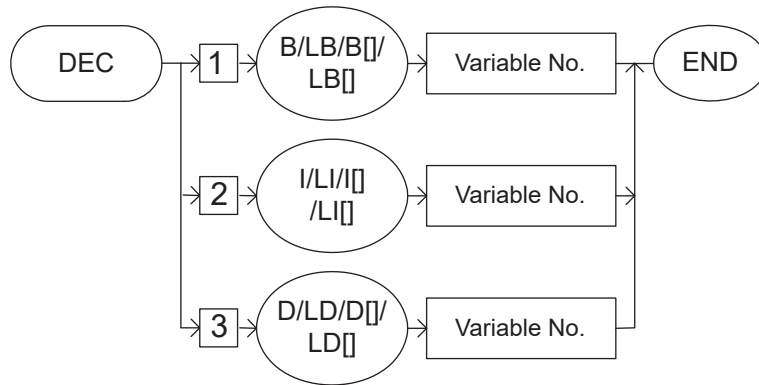 DEC
1
B/LB/B[]/
LB[]
Variable No.
END
2
I/LI/I[]
/LI[]
Variable No.
3
D/LD/D[]/
LD[]
Variable No.